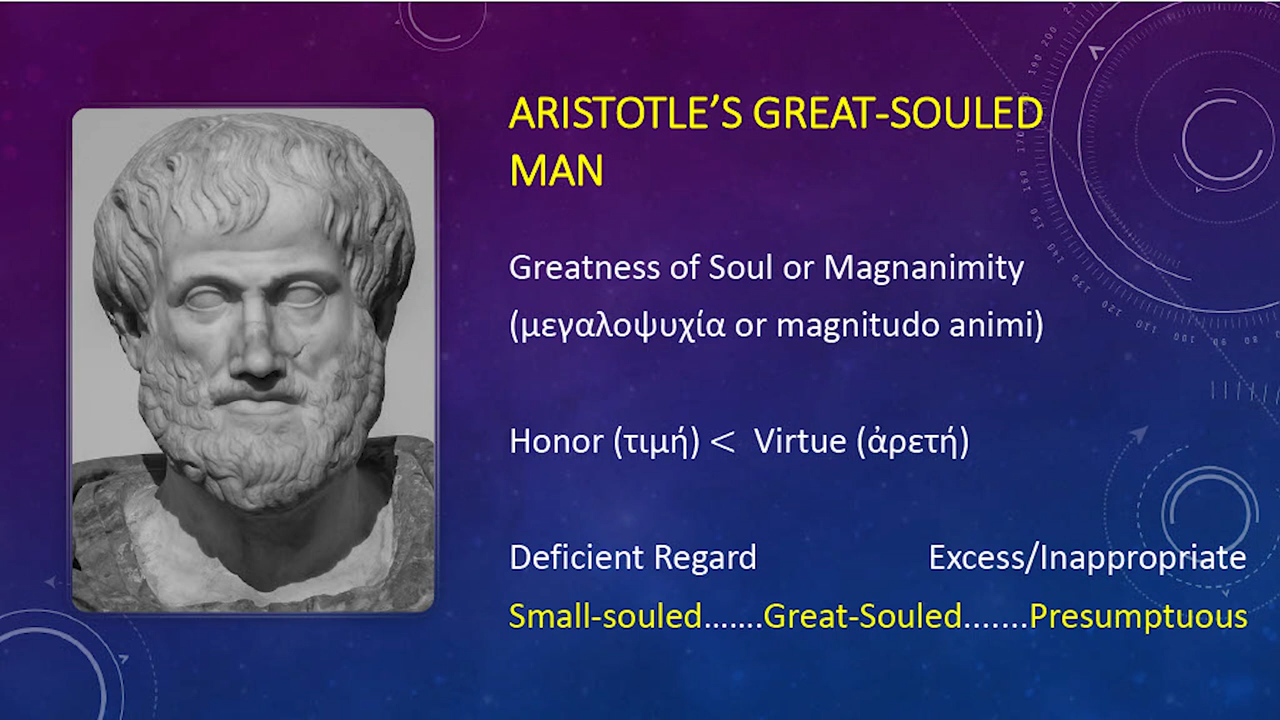 ARISTOTLE’S GREAT-SOULED
MAN
Greatness of Soul or Magnanimity
(μεγαλοψυχία or magnitudo animi)
Honor (τιμή) < Virtue (ἀρετή)
Deficient Regard Excess/Inappropriate
Small-souled.......Great-Souled.......Presumptuous